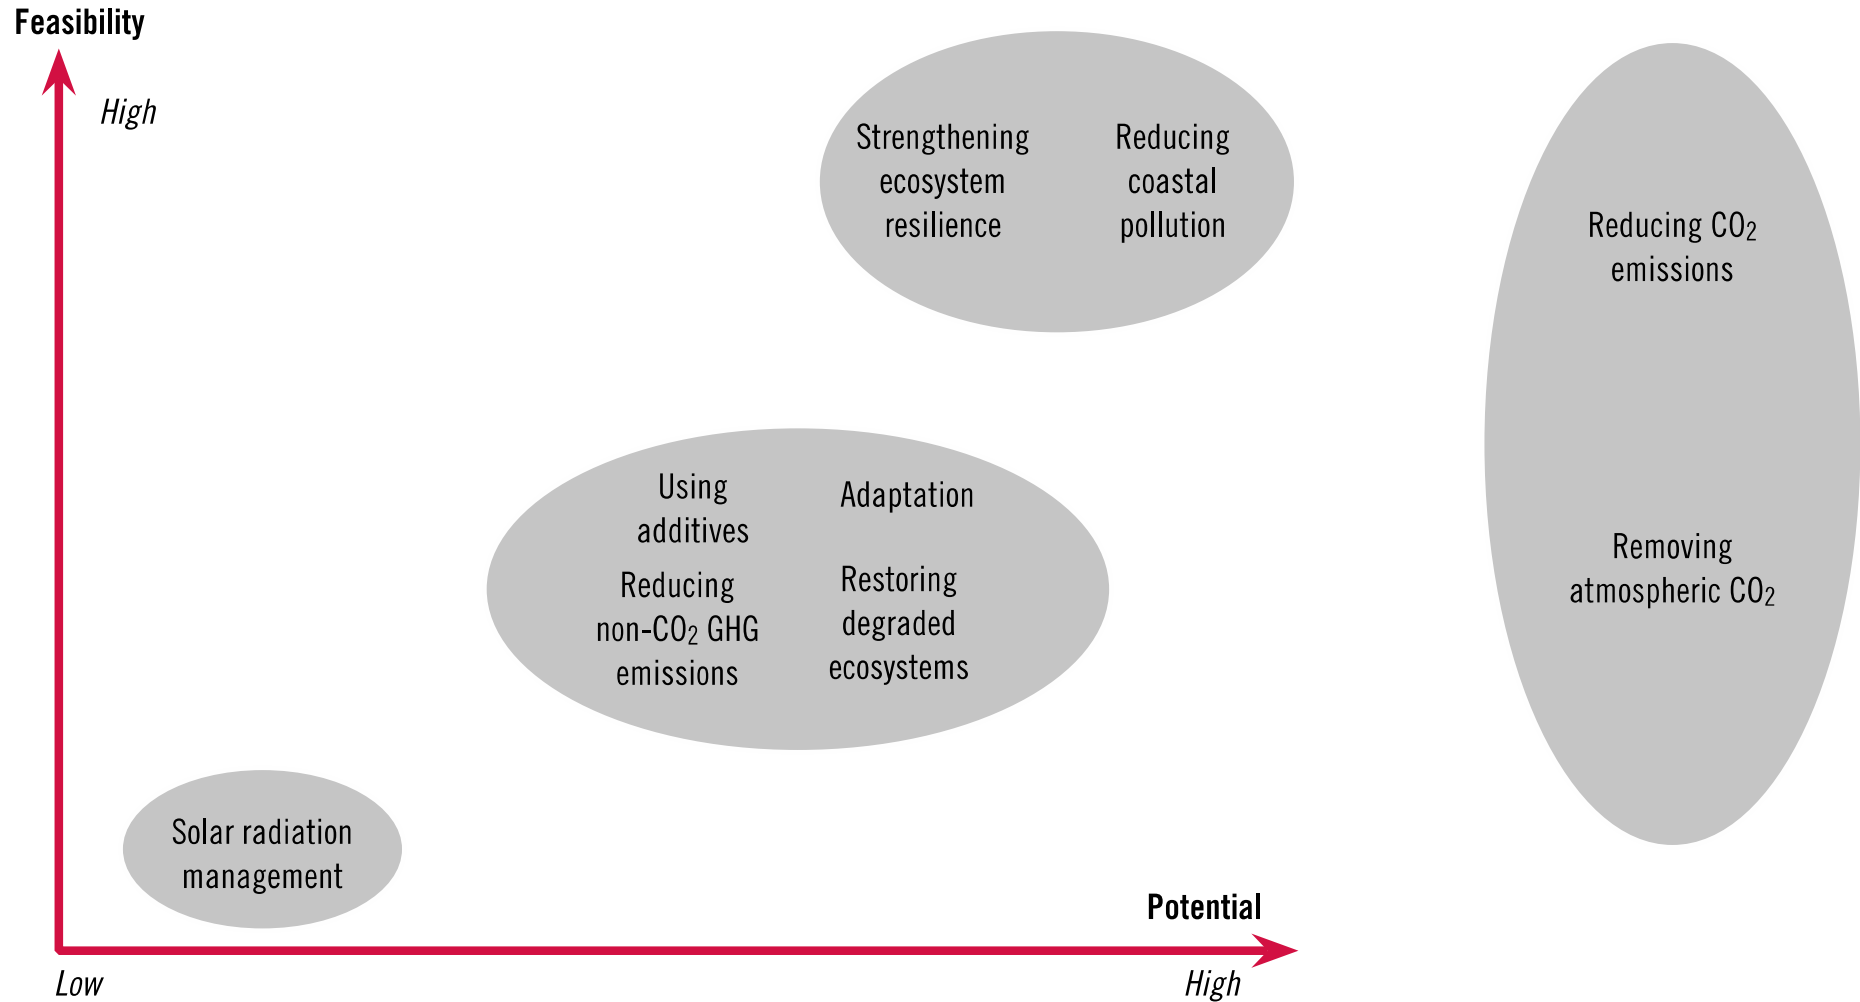 Feasibility
High
Strengthening
ecosystem
resilience
Reducing
coastal
pollution
Reducing CO₂
emissions
Using
additives
Adaptation
Reducing
non-CO₂ GHG
emissions
Restoring
degraded
ecosystems
Removing
atmospheric CO₂
Solar radiation
management
Potential
Low
High